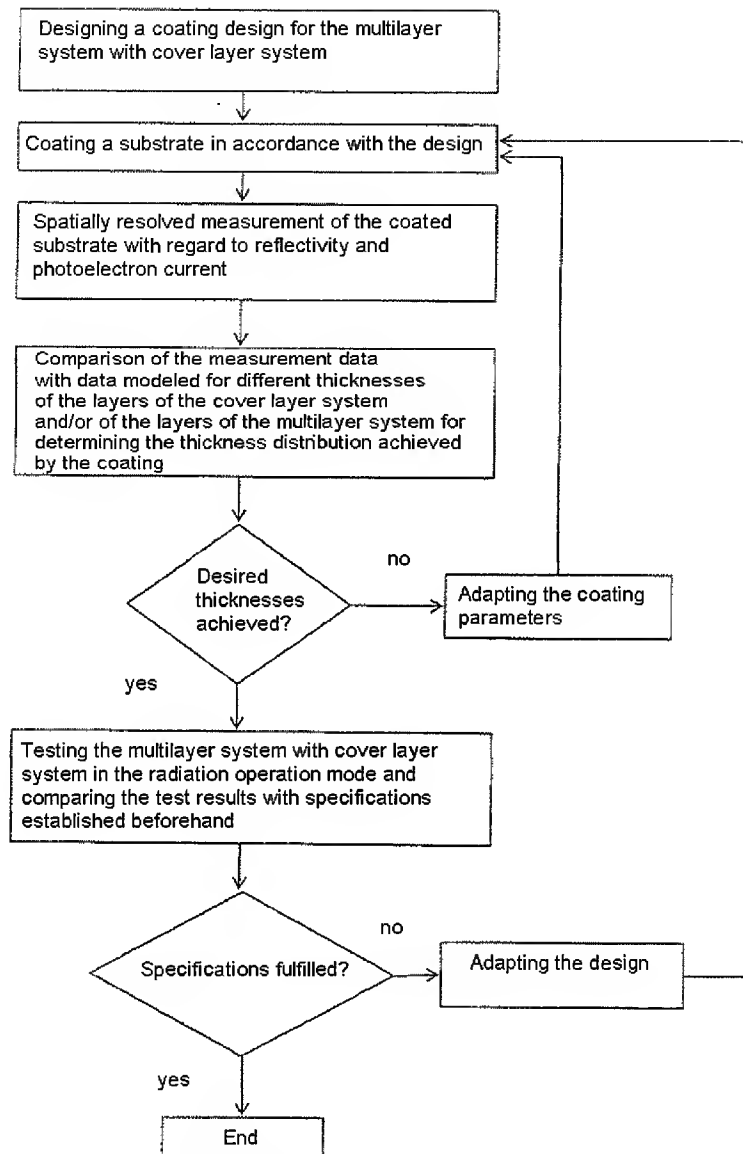 Designing a coating design for the multilayer
system with cover layer system
Coating a substrate in accordance with the design
Spatially resolved measurement of the coated
substrate with regard to reflectivity and
photoelectron current
Comparison of the measurement data
with data modeled for different thicknesses
of the layers of the cover layer system
and/or of the layers of the multilayer system for
determining the thickness distribution achieved
by the coating
Desired
thicknesses
achieved?
no
Adapting the coating
parameters
yes
Testing the multilayer system with cover layer
system in the radiation operation mode and
comparing the test results with specifications
established beforehand
Specifications fulfilled?
no
Adapting the design
yes
End